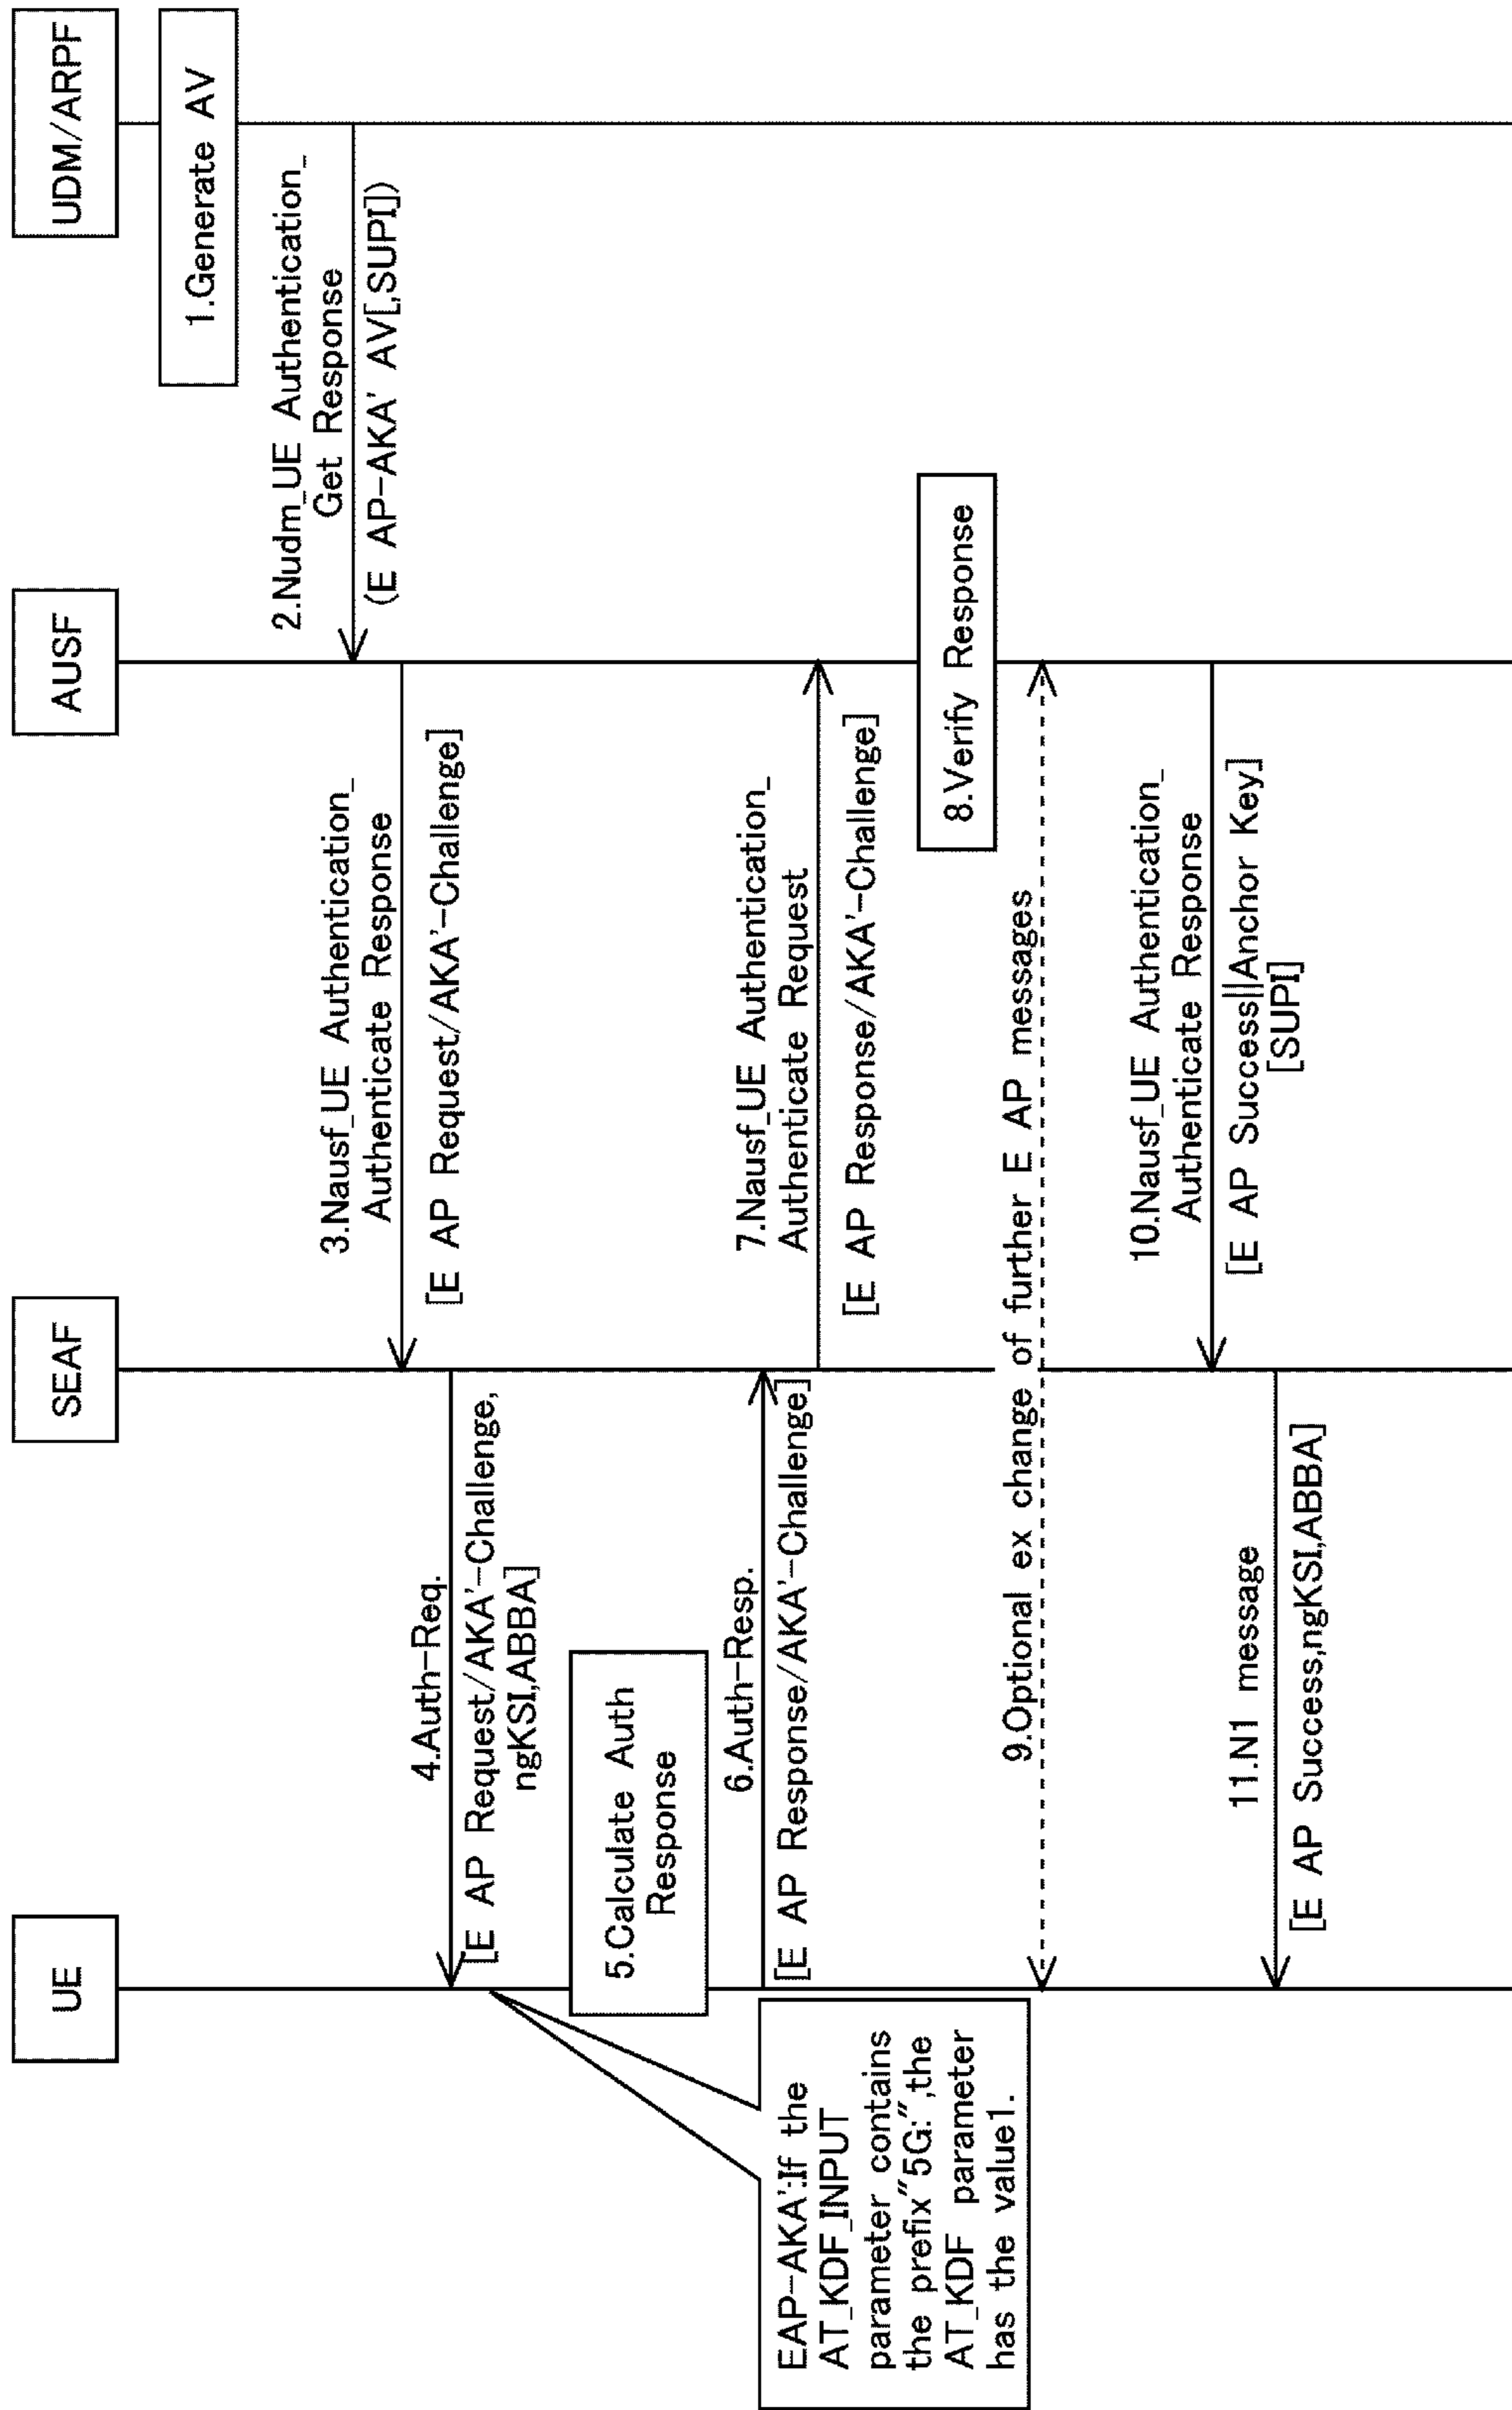 UE
SEAF
AUSF
UDM/ARPF
1.Generate AV
2.Nudm_UE Authentication_
Get Response
(E AP-AKA' AV[,SUPI])
3.Nausf_UE Authentication_
Authenticate Response
[E AP Request/AKA'-Challenge]
4.Auth-Req.
[E AP Request/AKA'-Challenge,
ngKSI,ABBA]
EAP-AKA':If the
AT_KDF_INPUT
parameter contains
the prefix"5G:",the
AT_KDF parameter
has the value1.
5.Calculate Auth
Response
6.Auth-Resp.
[E AP Response/AKA'-Challenge]
7.Nausf_UE Authentication_
Authenticate Request
[E AP Response/AKA'-Challenge]
8.Verify Response
9.Optional ex change of further E AP messages
10.Nausf_UE Authentication_
Authenticate Response
[E AP Success||Anchor Key]
[SUPI]
11.N1 message
[E AP Success,ngKSI,ABBA]